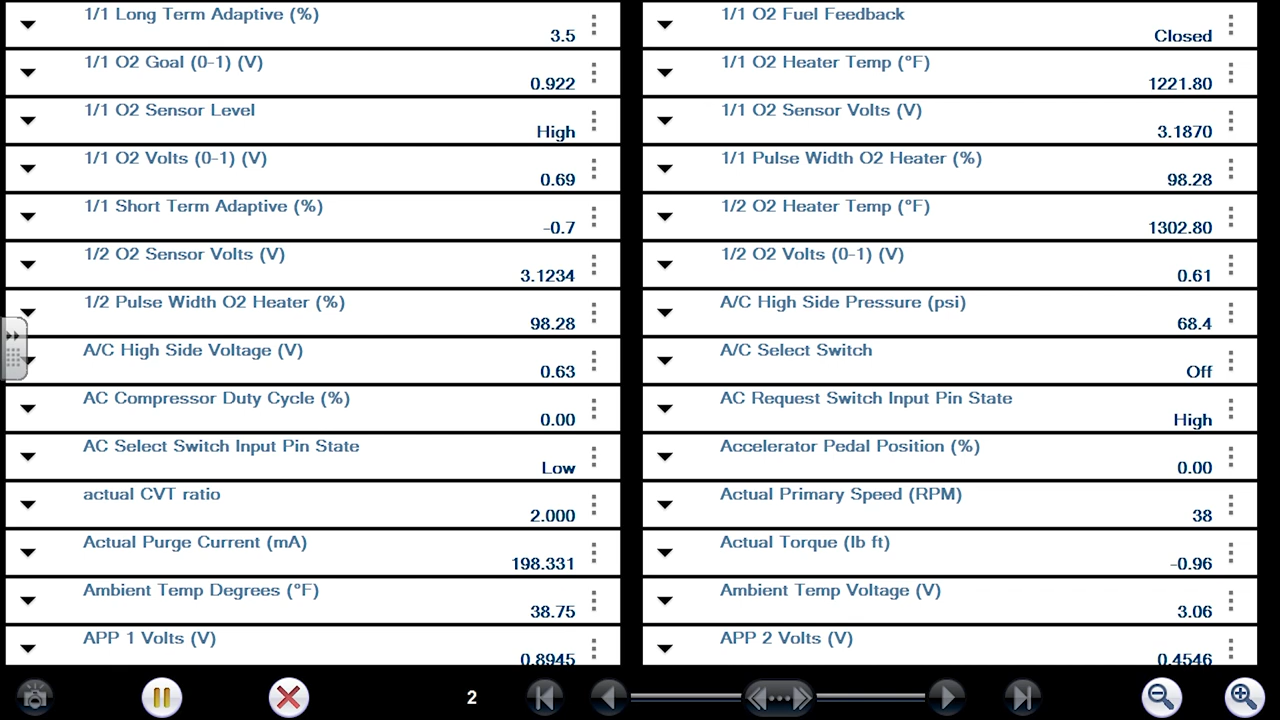 1/1 Long Term Adaptive (%)
3.5
1/1 O2 Fuel Feedback
Closed
1/1 O2 Goal (0-1) (V)
0.922
1/1 O2 Heater Temp (°F)
1221.80
1/1 O2 Sensor Level
High
1/1 O2 Sensor Volts (V)
3.1870
1/1 O2 Volts (0-1) (V)
0.69
1/1 Pulse Width O2 Heater (%)
98.28
1/1 Short Term Adaptive (%)
-0.7
1/2 O2 Heater Temp (°F)
1302.80
1/2 O2 Sensor Volts (V)
3.1234
1/2 O2 Volts (0-1) (V)
0.61
1/2 Pulse Width O2 Heater (%)
98.28
A/C High Side Pressure (psi)
68.4
A/C High Side Voltage (V)
0.63
A/C Select Switch
Off
AC Compressor Duty Cycle (%)
0.00
AC Request Switch Input Pin State
High
AC Select Switch Input Pin State
Low
Accelerator Pedal Position (%)
0.00
actual CVT ratio
2.000
Actual Primary Speed (RPM)
38
Actual Purge Current (mA)
198.331
Actual Torque (lb ft)
-0.96
Ambient Temp Degrees (°F)
38.75
Ambient Temp Voltage (V)
3.06
APP 1 Volts (V)
0.8945
APP 2 Volts (V)
0.4546
2